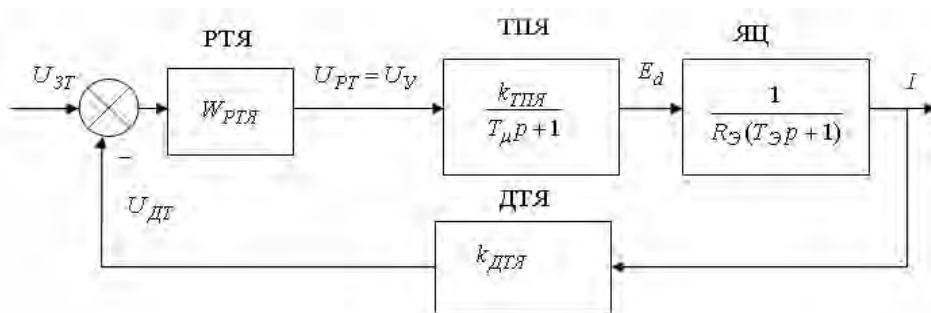 РТЯ
ТПЯ
ЯЦ
U_ЗТ
W_РТЯ
U_РТ = U_У
k_ТПЯ
T_μ p + 1
E_d
1
R_Э (T_Э p + 1)
I
−
U_ДТ
ДТЯ
k_ДТЯ